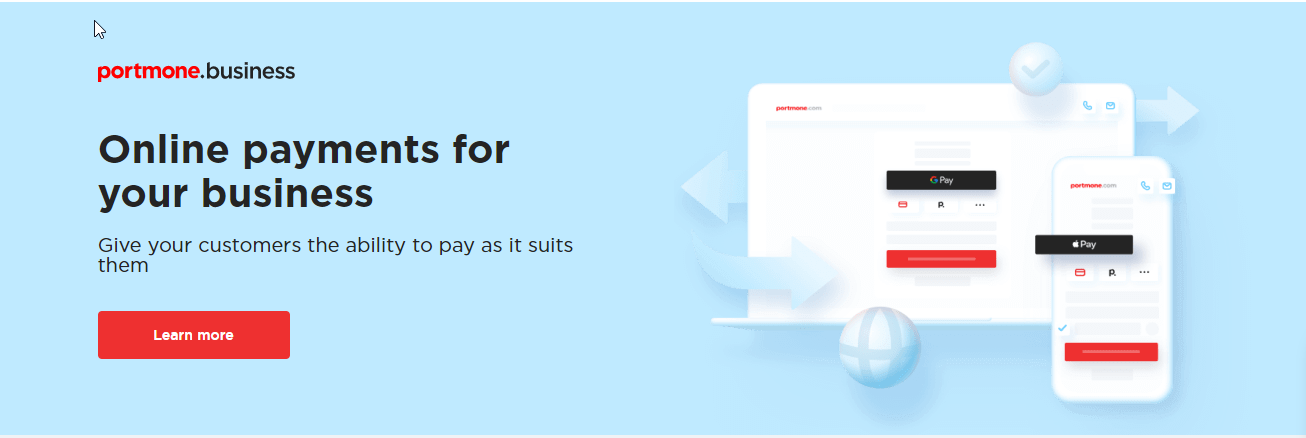 portmone.business
Online payments for
your business
Give your customers the ability to pay as it suits
them
Learn more
portmone.com
G Pay
p.
portmone.com
Pay
p.